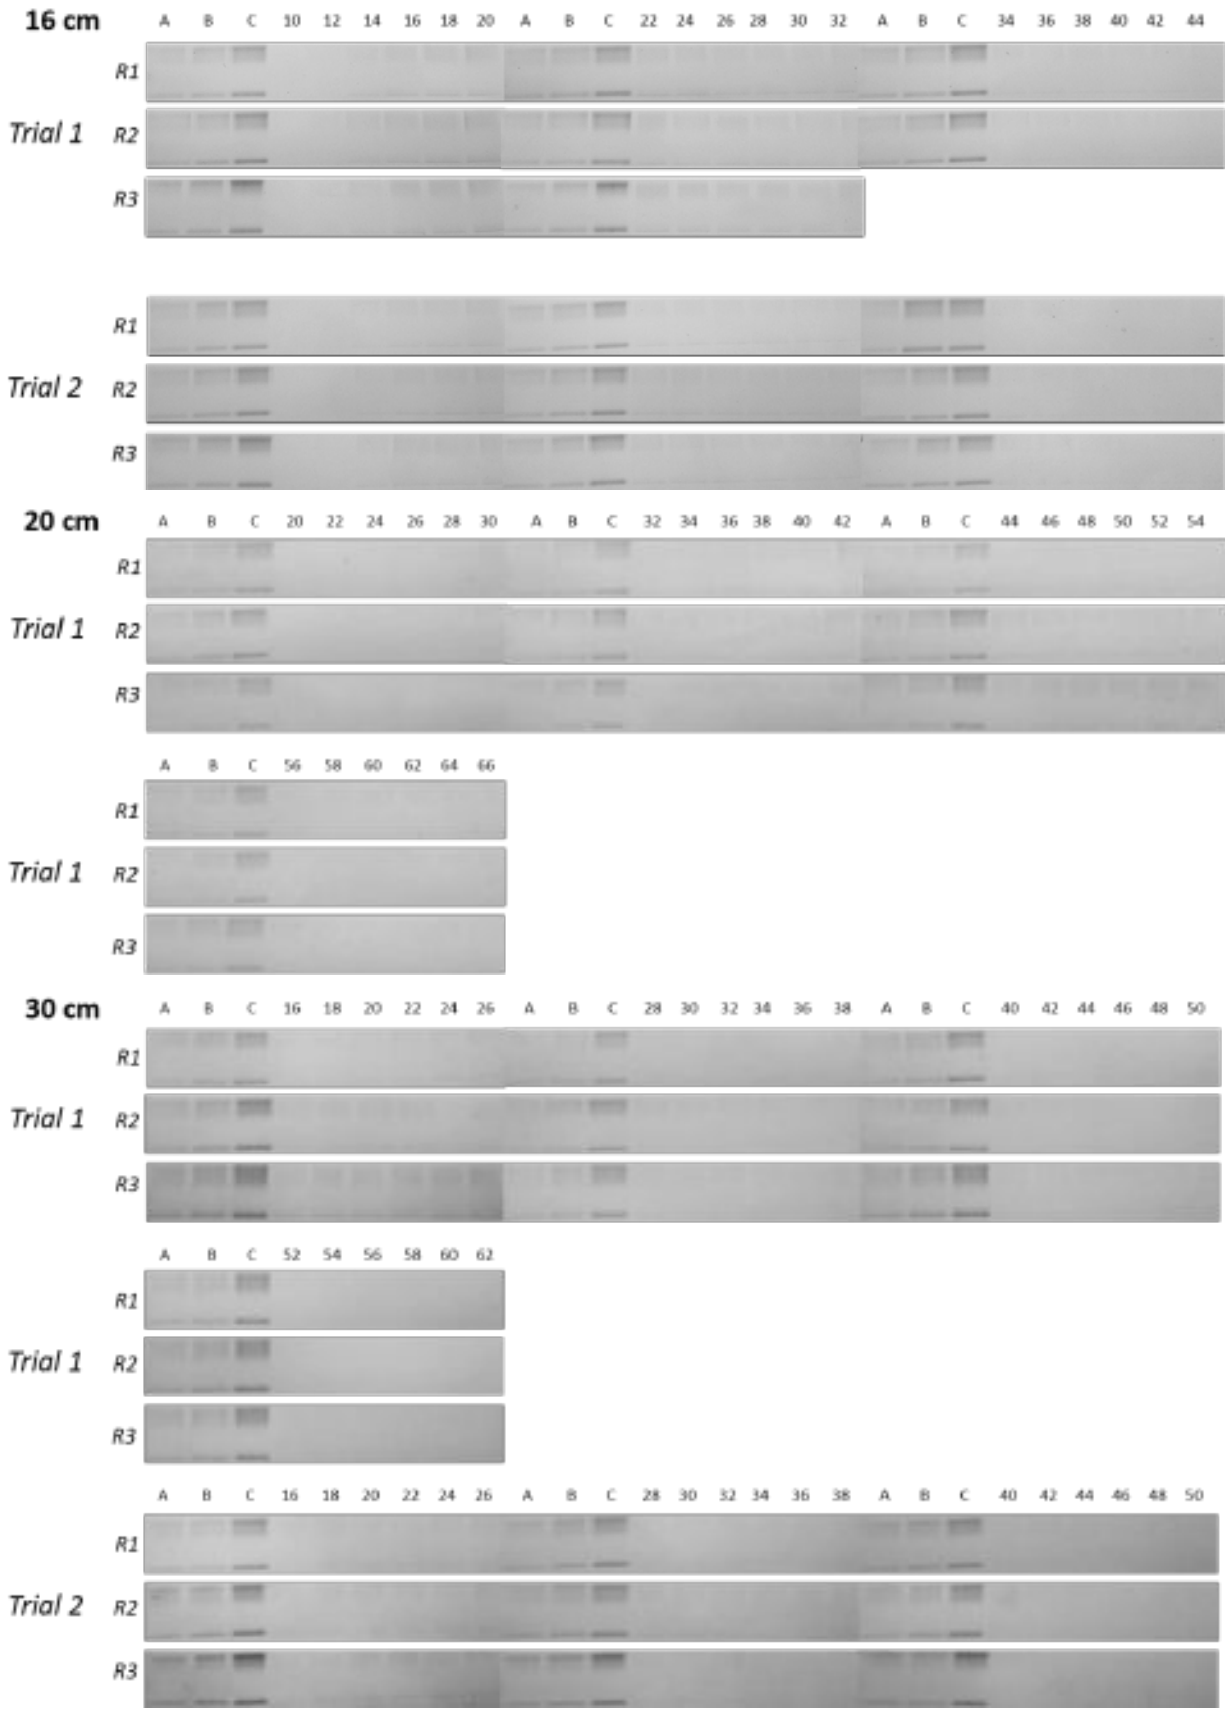 16 cm A B C 10 12 14 16 18 20 A B C 22 24 26 28 30 32 A B C 34 36 38 40 42 44
R1
Trial 1 R2
R3
R1
Trial 2 R2
R3
20 cm A B C 20 22 24 26 28 30 A B C 32 34 36 38 40 42 A B C 44 46 48 50 52 54
R1
Trial 1 R2
R3
A B C 56 58 60 62 64 66
R1
Trial 1 R2
R3
30 cm A B C 16 18 20 22 24 26 A B C 28 30 32 34 36 38 A B C 40 42 44 46 48 50
R1
Trial 1 R2
R3
A B C 52 54 56 58 60 62
R1
Trial 1 R2
R3
A B C 16 18 20 22 24 26 A B C 28 30 32 34 36 38 A B C 40 42 44 46 48 50
R1
Trial 2 R2
R3